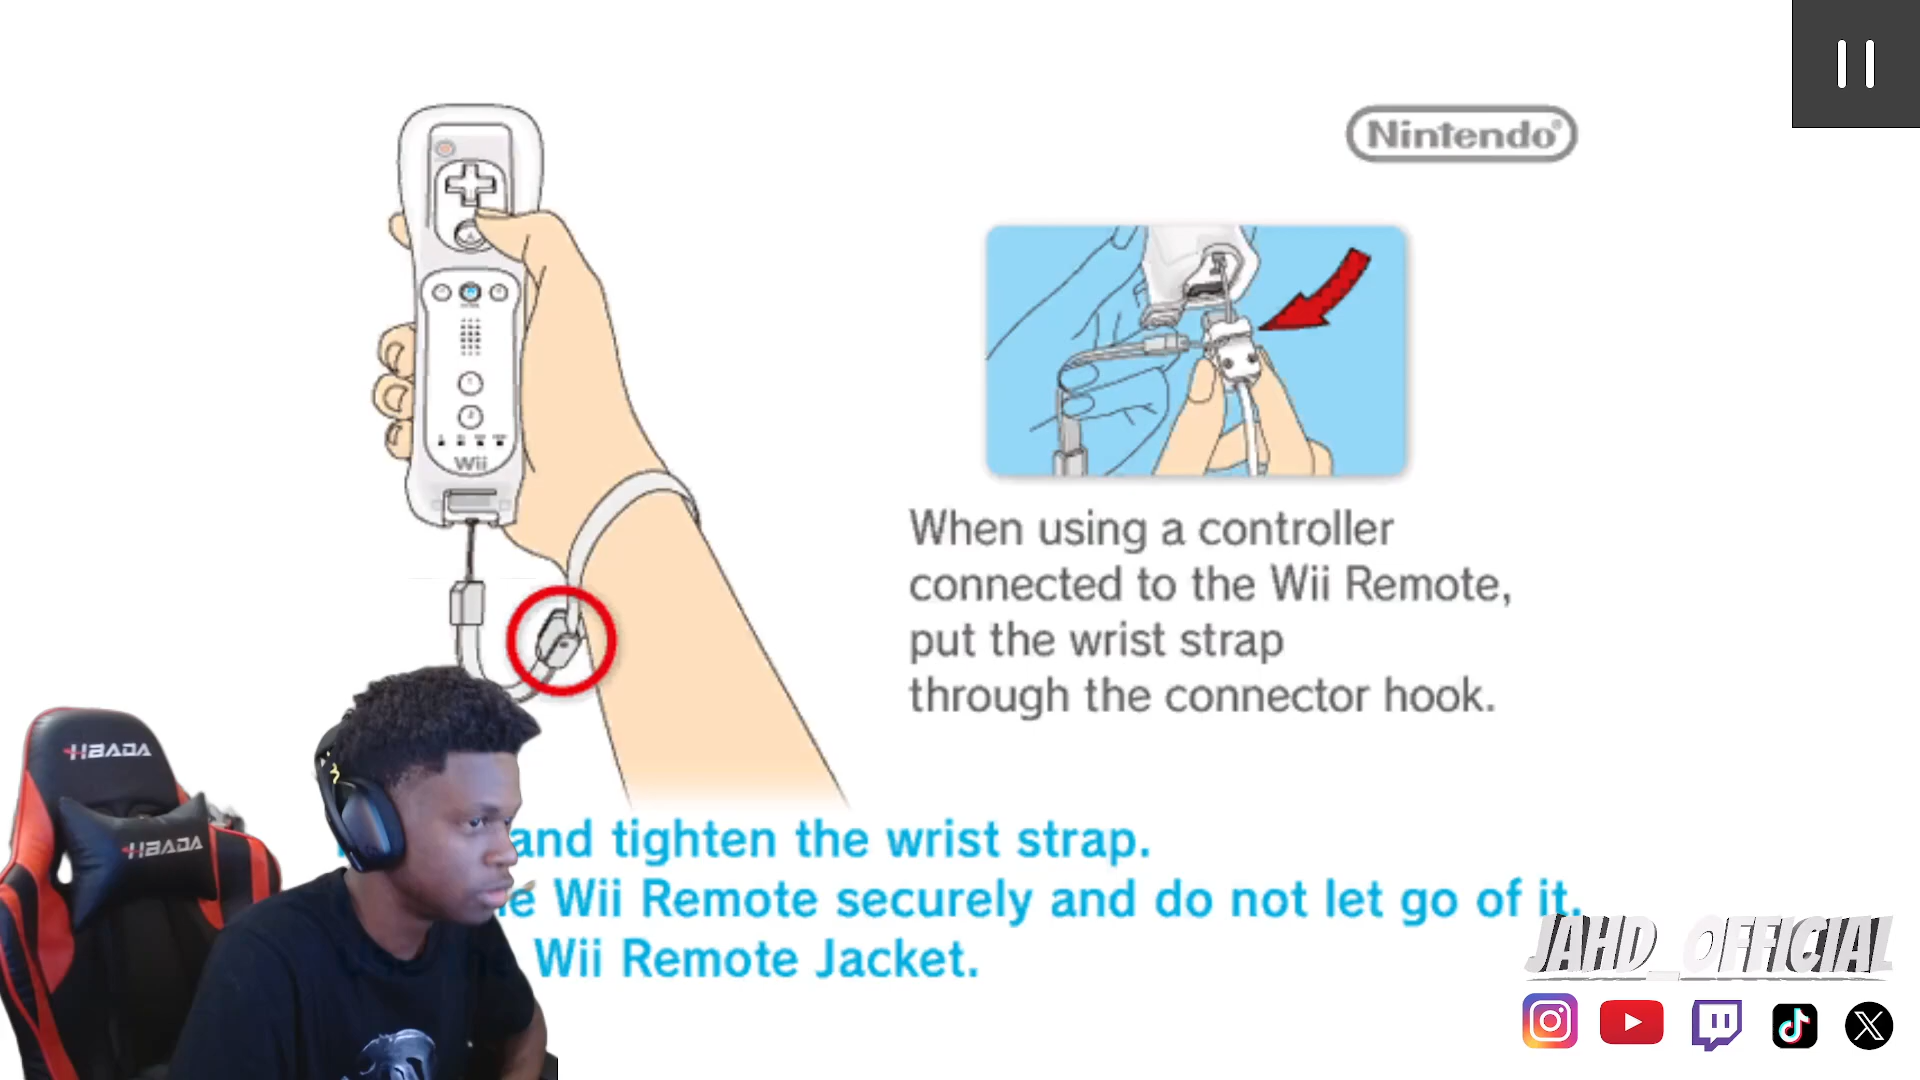 Nintendo®
Wii
When using a controller
connected to the Wii Remote,
put the wrist strap
through the connector hook.
HBADA
HBADA
and tighten the wrist strap.
Wii Remote securely and do not let go of it.
Wii Remote Jacket.
JAHD_OFFICIAL